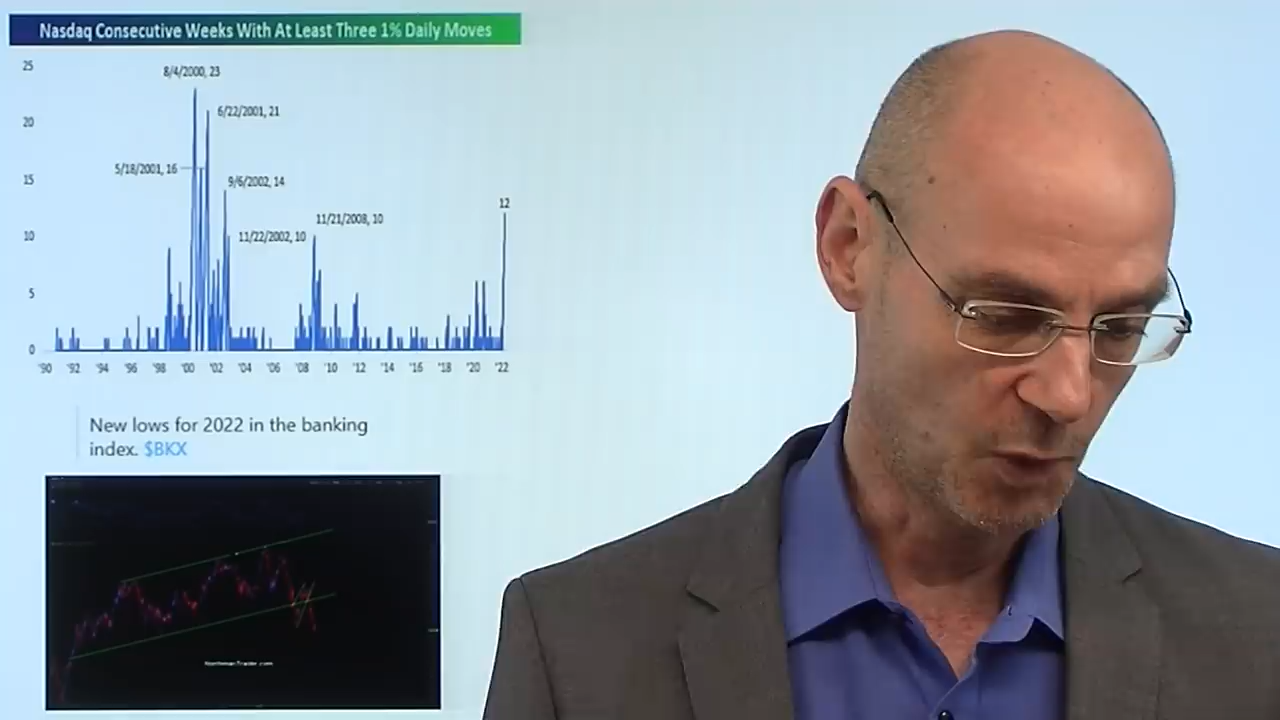 Nasdaq Consecutive Weeks With At Least Three 1% Daily Moves
25
8/4/2000, 23
6/22/2001, 21
20
5/18/2001, 16
15
9/6/2002, 14
12
11/21/2008, 10
11/22/2002, 10
10
5
0
'90 '92 '94 '96 '98 '00 '02 '04 '06 '08 '10 '12 '14 '16 '18 '20 '22
New lows for 2022 in the banking
index. $BKX
NorthmanTrader.com